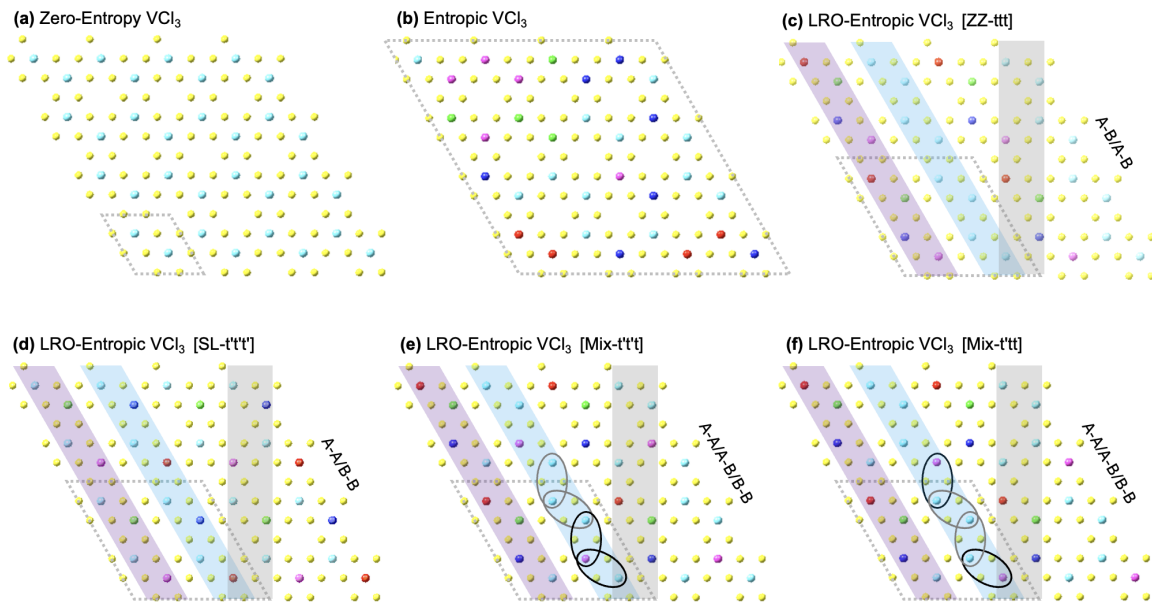 (a) Zero-Entropy VCl₃
(b) Entropic VCl₃
(c) LRO-Entropic VCl₃ [ZZ-ttt]
A-B/A-B
(d) LRO-Entropic VCl₃ [SL-t't't']
A-A/B-B
(e) LRO-Entropic VCl₃ [Mix-t't't]
A-A/A-B/B-B
(f) LRO-Entropic VCl₃ [Mix-t'tt]
A-A/A-B/B-B